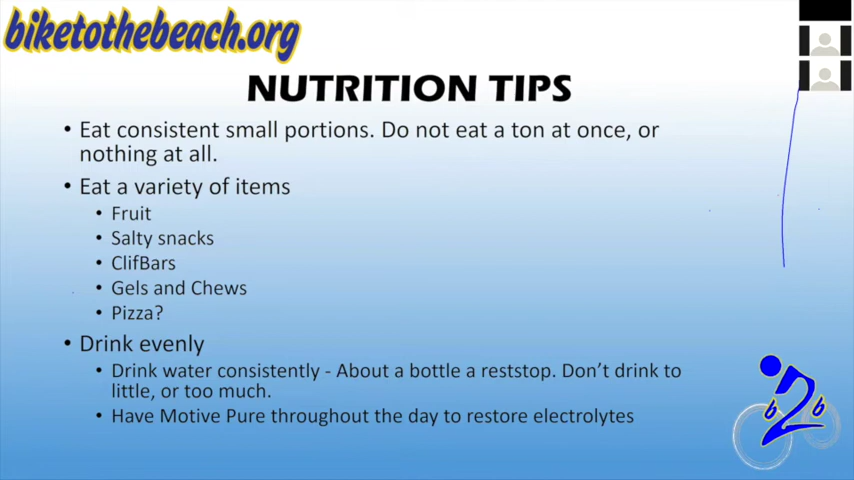 biketothebeach.org
NUTRITION TIPS
• Eat consistent small portions. Do not eat a ton at once, or
nothing at all.
• Eat a variety of items
• Fruit
• Salty snacks
• ClifBars
• Gels and Chews
• Pizza?
• Drink evenly
• Drink water consistently - About a bottle a reststop. Don’t drink to
little, or too much.
• Have Motive Pure throughout the day to restore electrolytes
b2b